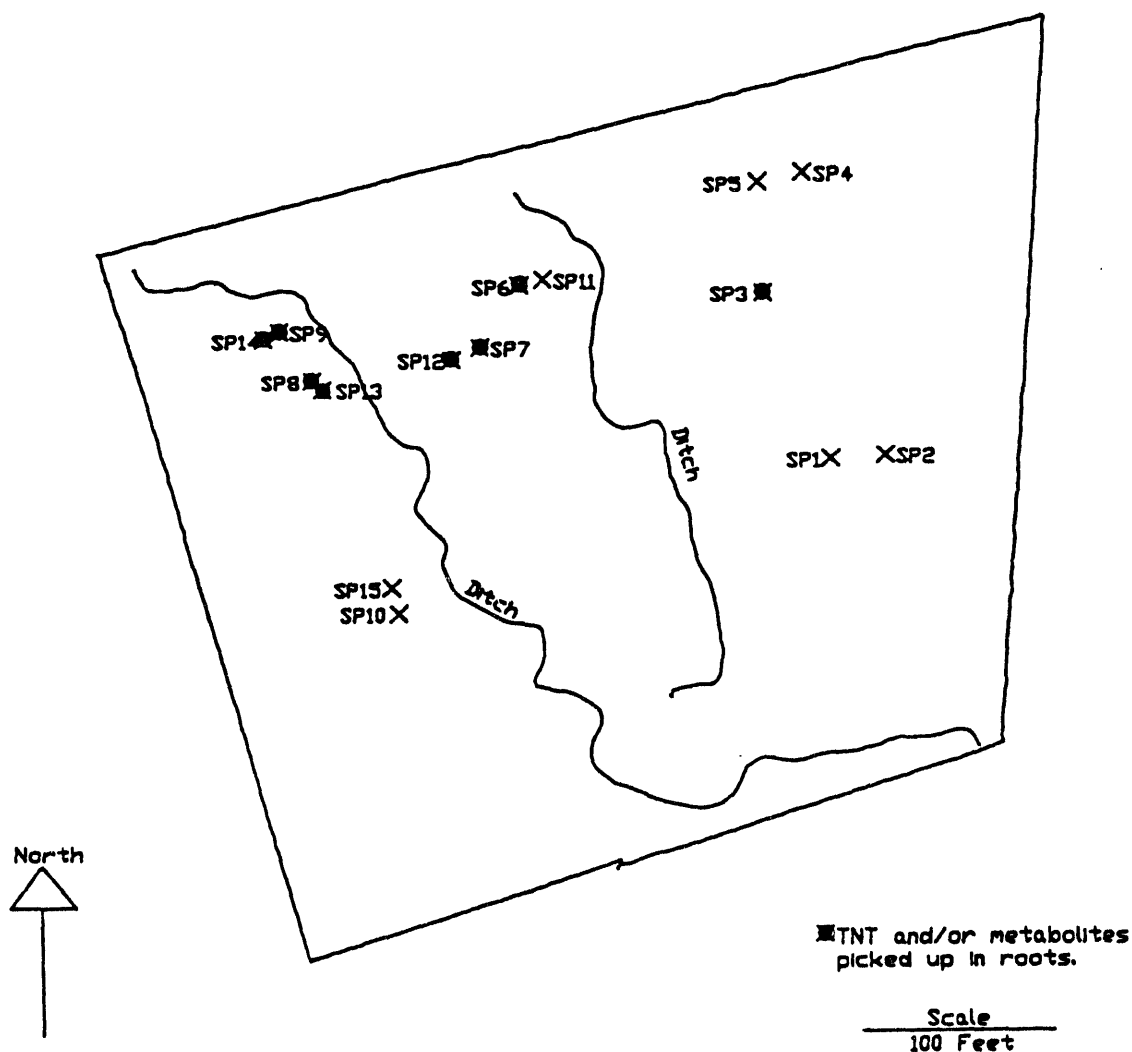 SP5
SP4
SP6
SP11
SP3
SP14
SP9
SP12
SP7
SP8
SP13
Ditch
SP1
SP2
SP15
SP10
Ditch
North
TNT and/or metabolites
picked up in roots.
Scale
100 Feet